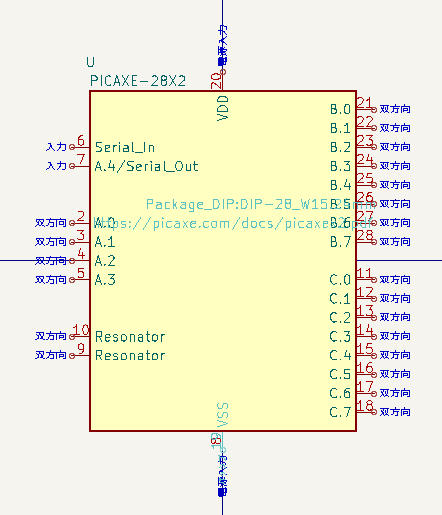 U
PICAXE-28X2
电源入力
20
VDD
入力 6 Serial_In
入力 7 A.4/Serial_Out
双方向 2 A.0
双方向 3 A.1
双方向 4 A.2
双方向 5 A.3
双方向 10 Resonator
双方向 9 Resonator
B.0 21 双方向
B.1 22 双方向
B.2 23 双方向
B.3 24 双方向
B.4 25 双方向
B.5 26 双方向
B.6 27 双方向
B.7 28 双方向
Package_DIP:DIP-28_W15.24mm
https://picaxe.com/docs/picaxe2.pdf
C.0 11 双方向
C.1 12 双方向
C.2 13 双方向
C.3 14 双方向
C.4 15 双方向
C.5 16 双方向
C.6 17 双方向
C.7 18 双方向
VSS